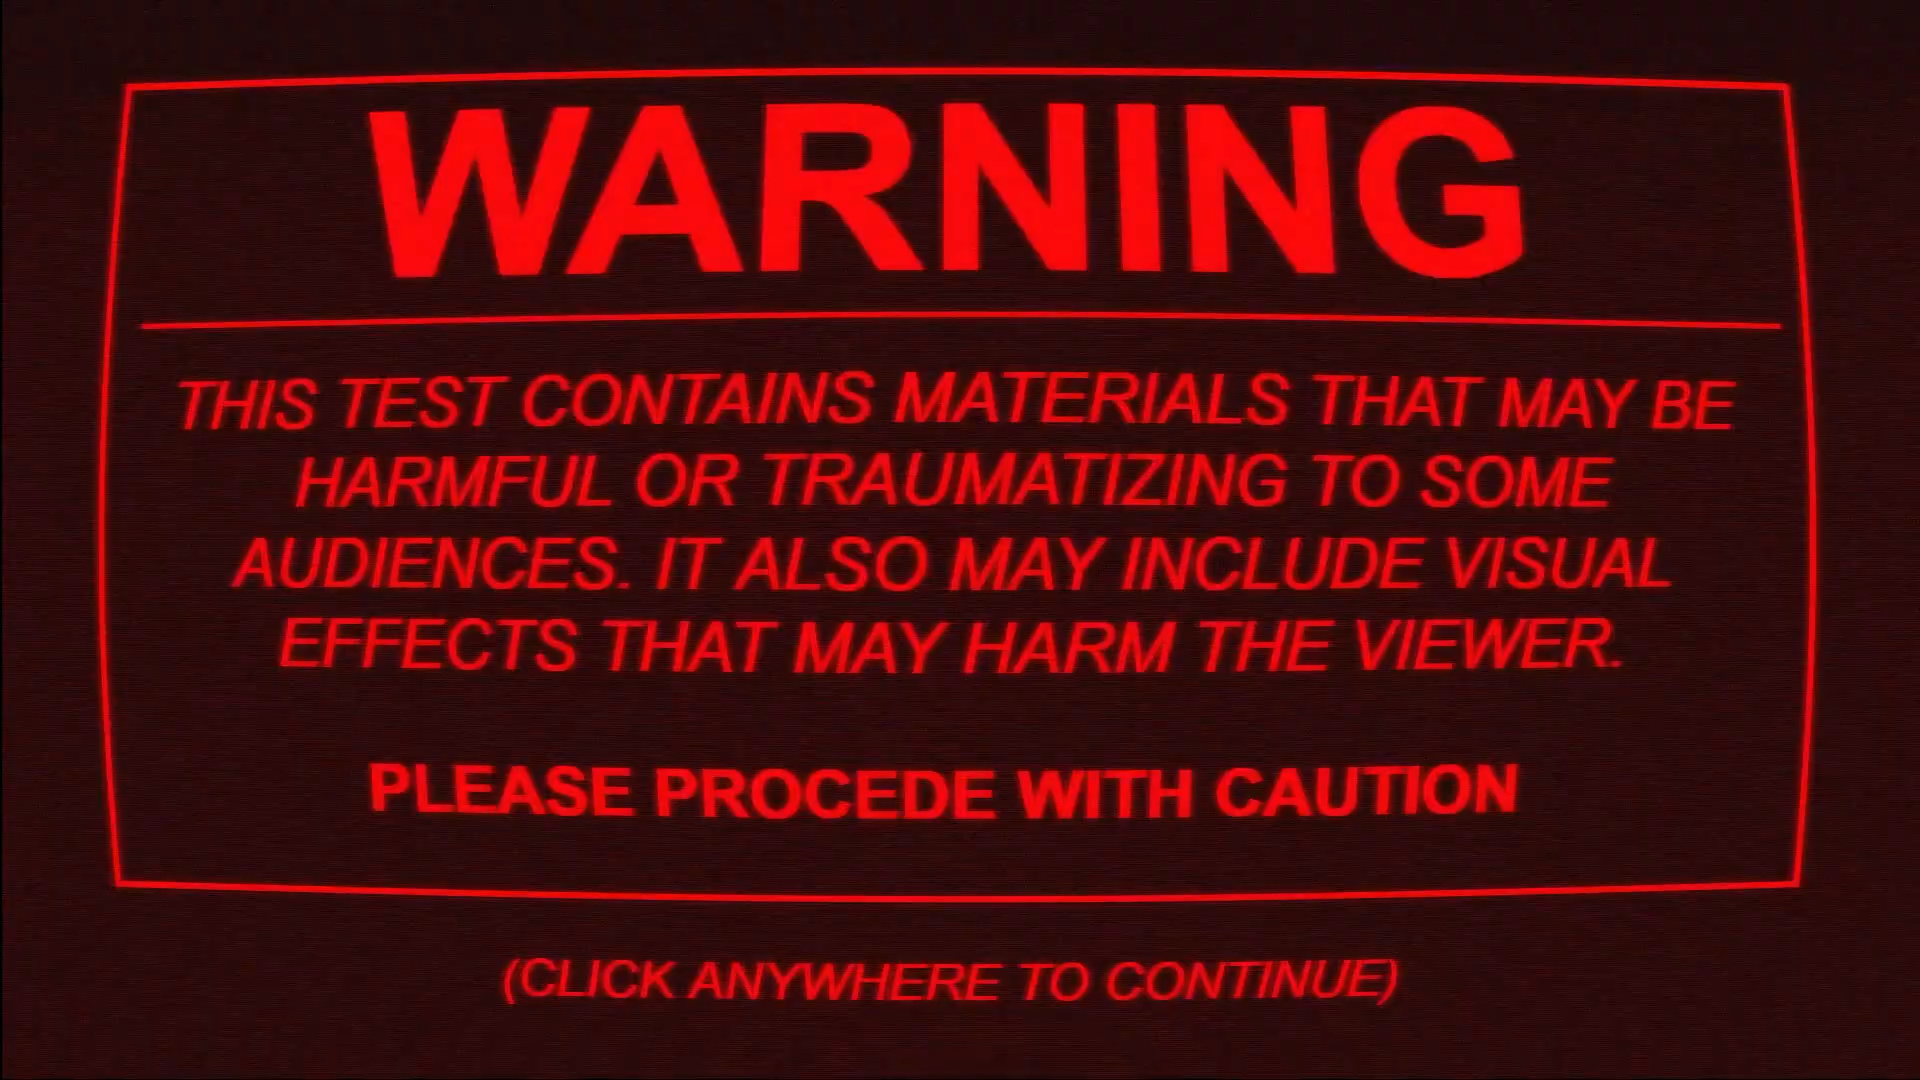 WARNING
THIS TEST CONTAINS MATERIALS THAT MAY BE
HARMFUL OR TRAUMATIZING TO SOME
AUDIENCES. IT ALSO MAY INCLUDE VISUAL
EFFECTS THAT MAY HARM THE VIEWER.
PLEASE PROCEDE WITH CAUTION
(CLICK ANYWHERE TO CONTINUE)